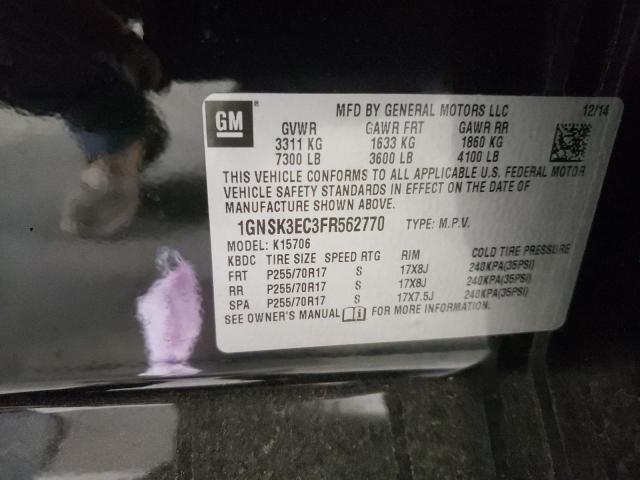 GM ® MFD BY GENERAL MOTORS LLC 12/14
GVWR GAWR FRT GAWR RR
3311 KG 1633 KG 1860 KG
7300 LB 3600 LB 4100 LB
THIS VEHICLE CONFORMS TO ALL APPLICABLE U.S. FEDERAL MOTOR
VEHICLE SAFETY STANDARDS IN EFFECT ON THE DATE OF
MANUFACTURE SHOWN ABOVE.
1GNSK3EC3FR562770 TYPE: M.P.V.
MODEL: K15706
KBDC TIRE SIZE SPEED RTG RIM COLD TIRE PRESSURE
FRT P255/70R17 S 17X8J 240KPA(35PSI)
RR P255/70R17 S 17X8J 240KPA(35PSI)
SPA P255/70R17 S 17X7.5J 240KPA(35PSI)
SEE OWNER'S MANUAL i FOR MORE INFORMATION.